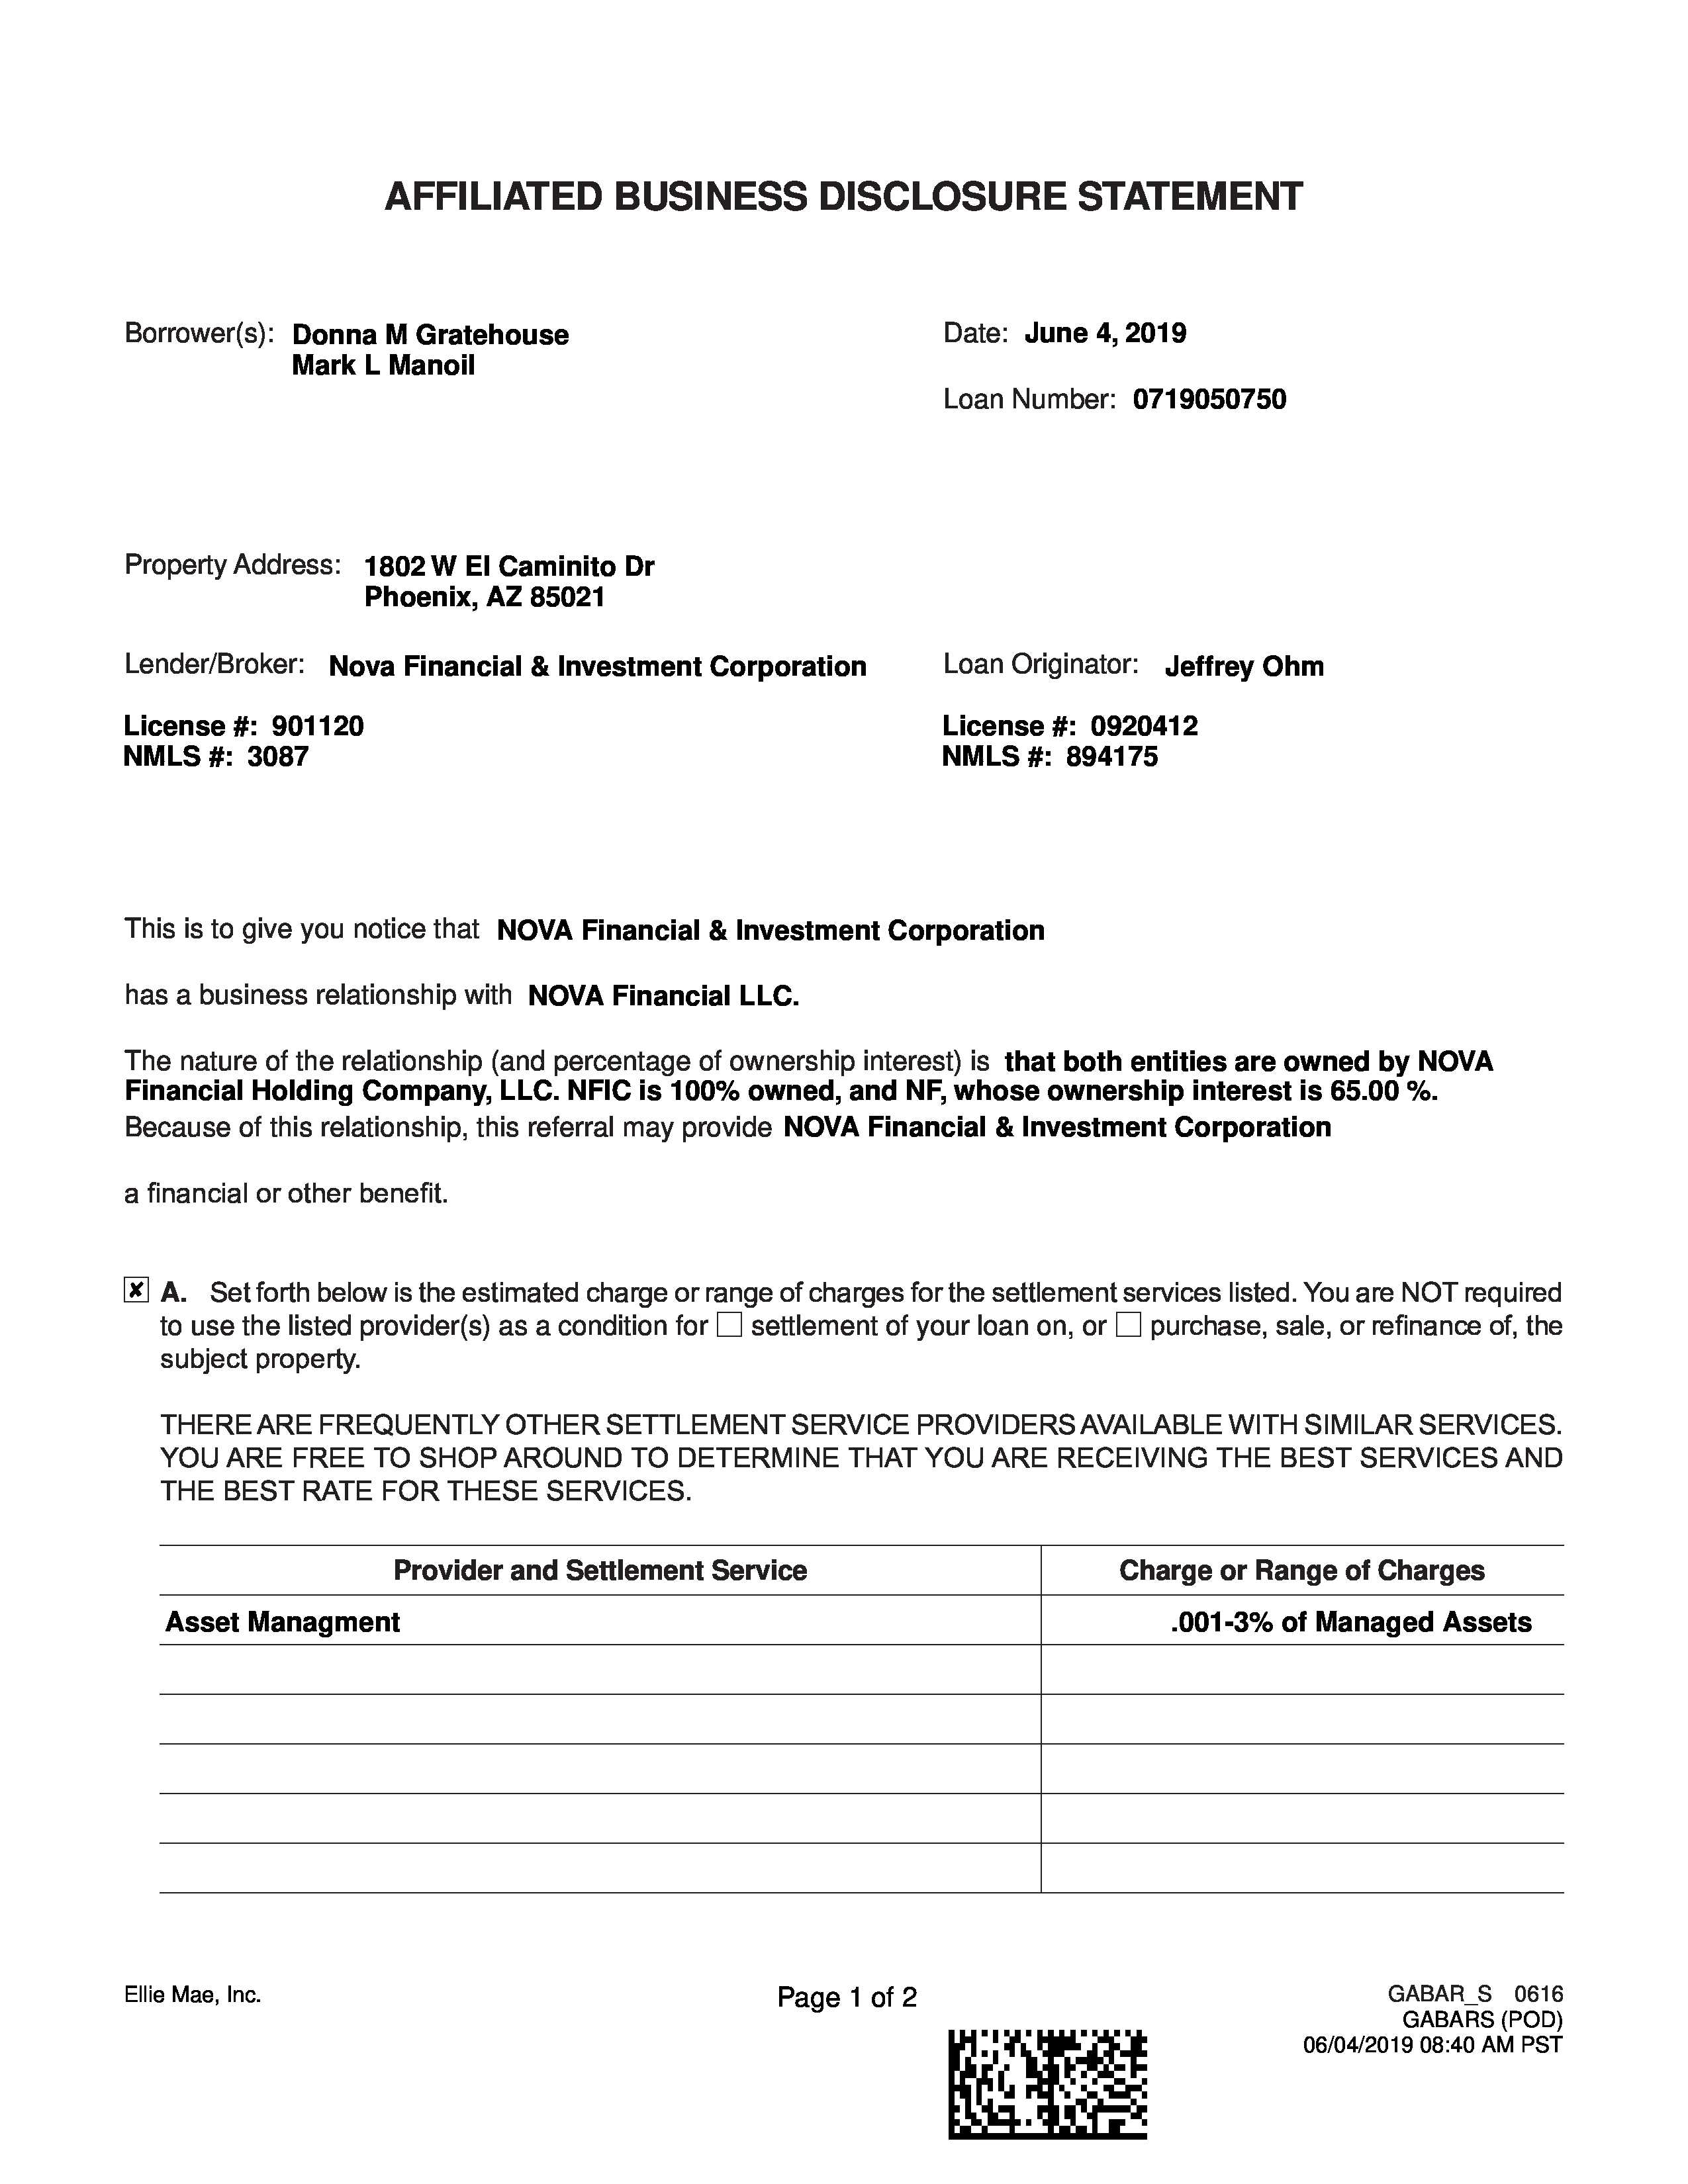 AFFILIATED BUSINESS DISCLOSURE STATEMENT
Borrower(s): Donna M Gratehouse
Mark L Manoil
Date: June 4, 2019
Loan Number: 0719050750
Property Address: 1802 W El Caminito Dr
Phoenix, AZ 85021
Lender/Broker: Nova Financial & Investment Corporation
Loan Originator: Jeffrey Ohm
License #: 901120
NMLS #: 3087
License #: 0920412
NMLS #: 894175
This is to give you notice that NOVA Financial & Investment Corporation
has a business relationship with NOVA Financial LLC.
The nature of the relationship (and percentage of ownership interest) is that both entities are owned by NOVA
Financial Holding Company, LLC. NFIC is 100% owned, and NF, whose ownership interest is 65.00 %.
Because of this relationship, this referral may provide NOVA Financial & Investment Corporation
a financial or other benefit.
✘ A. Set forth below is the estimated charge or range of charges for the settlement services listed. You are NOT required
to use the listed provider(s) as a condition for ☐ settlement of your loan on, or ☐ purchase, sale, or refinance of, the
subject property.
THERE ARE FREQUENTLY OTHER SETTLEMENT SERVICE PROVIDERS AVAILABLE WITH SIMILAR SERVICES.
YOU ARE FREE TO SHOP AROUND TO DETERMINE THAT YOU ARE RECEIVING THE BEST SERVICES AND
THE BEST RATE FOR THESE SERVICES.
Provider and Settlement Service Charge or Range of Charges
Asset Managment .001-3% of Managed Assets
Ellie Mae, Inc.
Page 1 of 2
GABAR_S 0616
GABARS (POD)
06/04/2019 08:40 AM PST